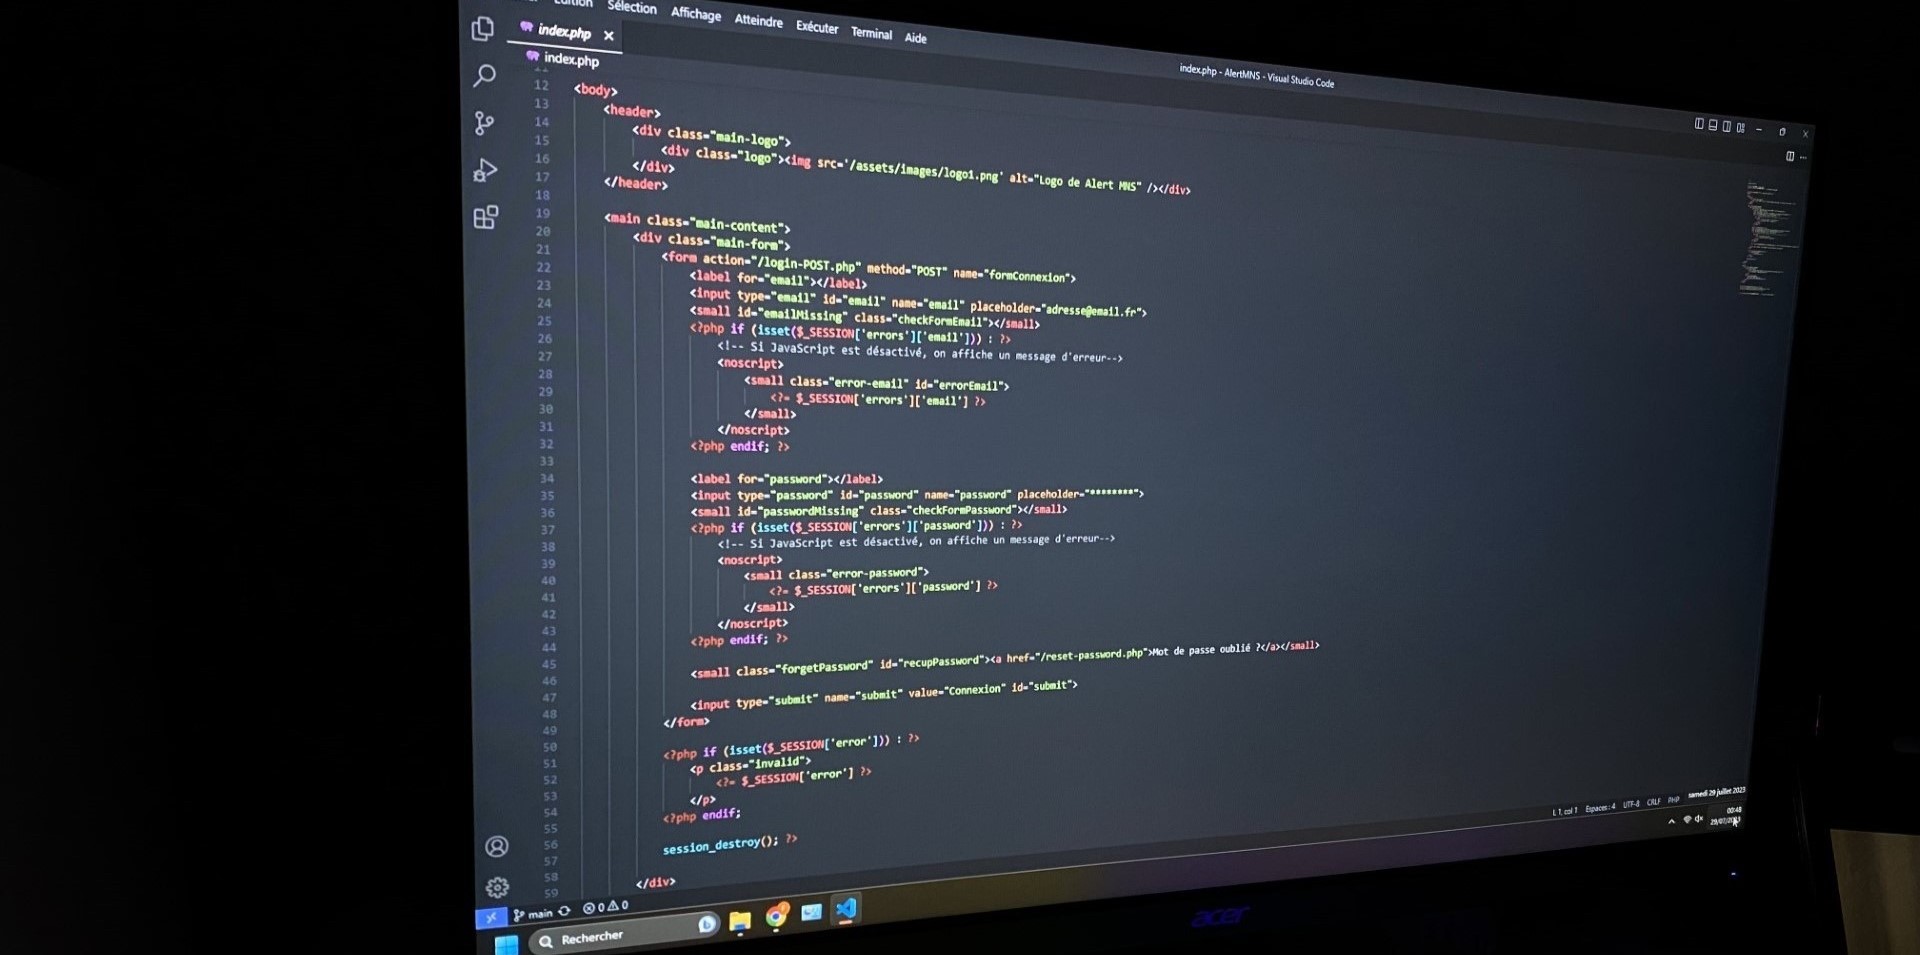 Édition Sélection Affichage Atteindre Exécuter Terminal Aide
index.php - AlertMNS - Visual Studio Code
index.php
index.php
11
12 <body>
13 <header>
14 <div class="main-logo">
15 <div class="logo"><img src='/assets/images/logo1.png' alt="Logo de Alert MNS" /></div>
16 </div>
17 </header>
18
19 <main class="main-content">
20 <div class="main-form">
21 <form action="/login-POST.php" method="POST" name="formConnexion">
22 <label for="email"></label>
23 <input type="email" id="email" name="email" placeholder="adresse@email.fr">
24 <small id="emailMissing" class="checkFormEmail"></small>
25 <?php if (isset($_SESSION['errors']['email'])) : ?>
26 <!-- Si JavaScript est désactivé, on affiche un message d'erreur-->
27 <noscript>
28 <small class="error-email" id="errorEmail">
29 <?= $_SESSION['errors']['email'] ?>
30 </small>
31 </noscript>
32 <?php endif; ?>
33
34 <label for="password"></label>
35 <input type="password" id="password" name="password" placeholder="********">
36 <small id="passwordMissing" class="checkFormPassword"></small>
37 <?php if (isset($_SESSION['errors']['password'])) : ?>
38 <!-- Si JavaScript est désactivé, on affiche un message d'erreur-->
39 <noscript>
40 <small class="error-password">
41 <?= $_SESSION['errors']['password'] ?>
42 </small>
43 </noscript>
44 <?php endif; ?>
45
46 <small class="forgetPassword" id="recupPassword"><a href="/reset-password.php">Mot de passe oublié ?</a></small>
47
48 <input type="submit" name="submit" value="Connexion" id="submit">
49 </form>
50
51 <?php if (isset($_SESSION['error'])) : ?>
52 <p class="invalid">
53 <?= $_SESSION['error'] ?>
54 </p>
55 <?php endif;
56
57 session_destroy(); ?>
58
59 </div>
main 0 0
L 1, col 1 Espaces : 4 UTF-8 CRLF PHP
samedi 29 juillet 2023
00:48
29/07/2023
Rechercher
acer